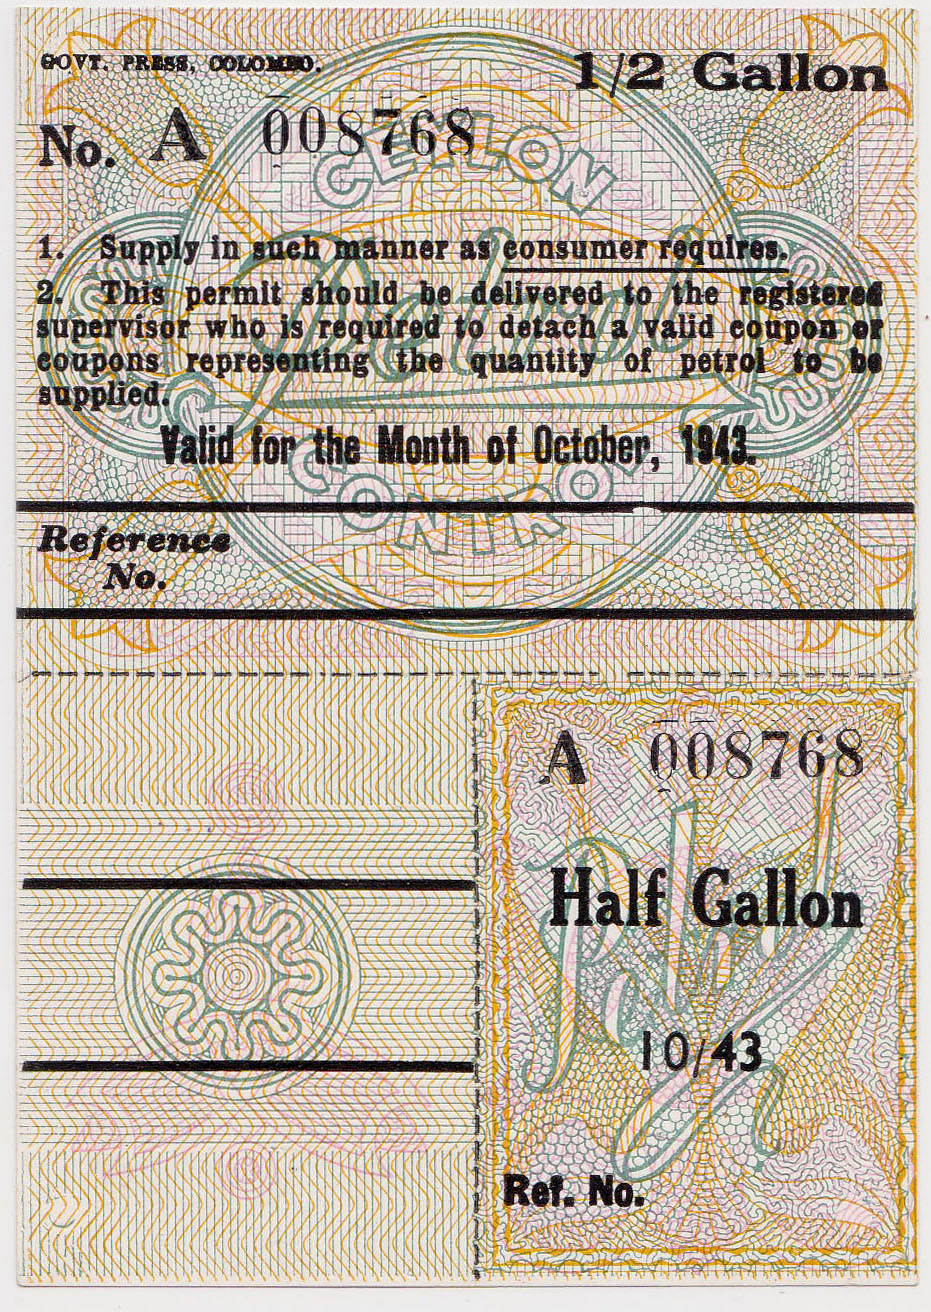 GOVT. PRESS, COLOMBO.
1/2 Gallon
No. A 008768
CEYLON
Petrol
CONTROL
1. Supply in such manner as consumer requires.
2. This permit should be delivered to the registered
supervisor who is required to detach a valid coupon or
coupons representing the quantity of petrol to be
supplied.
Valid for the Month of October, 1943.
Reference
No.
A 008768
Half Gallon
10/43
Ref. No.